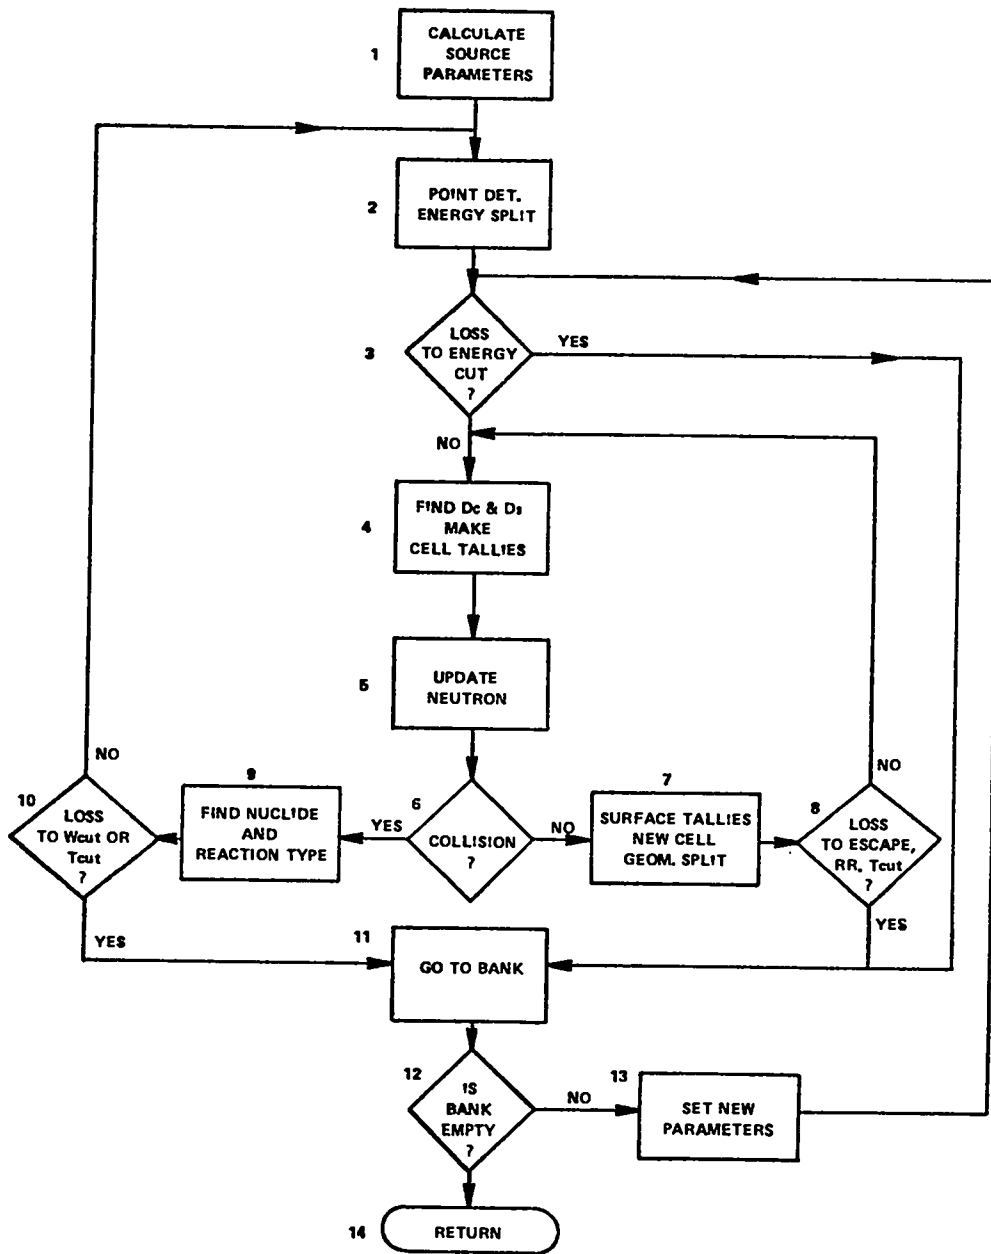 1
CALCULATE
SOURCE
PARAMETERS
2
POINT DET.
ENERGY SPLIT
3
LOSS
TO ENERGY
CUT
?
YES
NO
4
FIND Dc & Ds
MAKE
CELL TALLIES
5
UPDATE
NEUTRON
6
COLLISION
?
YES
NO
7
SURFACE TALLIES
NEW CELL
GEOM. SPLIT
8
LOSS
TO ESCAPE,
RR, Tcut
?
NO
YES
9
FIND NUCLIDE
AND
REACTION TYPE
10
LOSS
TO Wcut OR
Tcut
?
NO
YES
11
GO TO BANK
12
IS
BANK
EMPTY
?
NO
13
SET NEW
PARAMETERS
14
RETURN